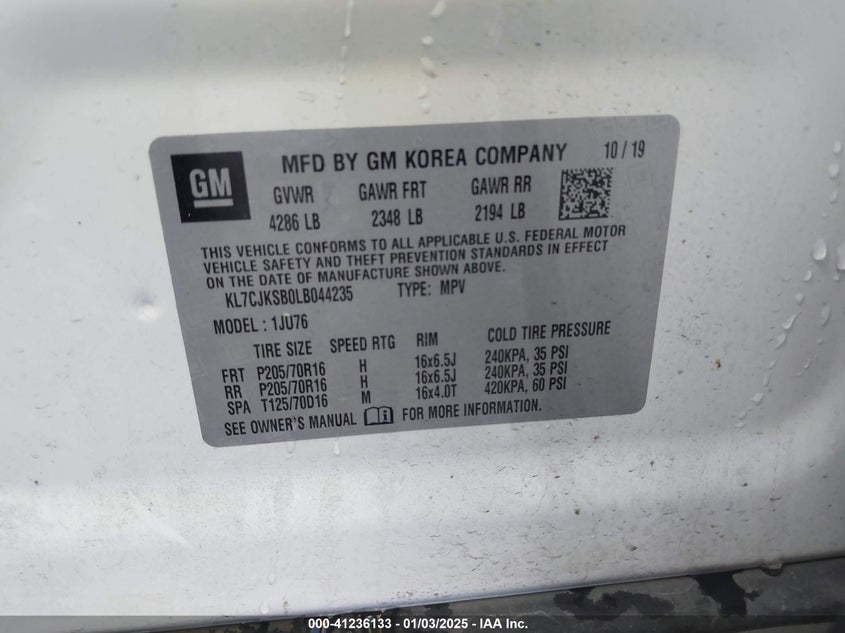 GM
MFD BY GM KOREA COMPANY 10 / 19
GVWR GAWR FRT GAWR RR
4286 LB 2348 LB 2194 LB
THIS VEHICLE CONFORMS TO ALL APPLICABLE U.S. FEDERAL MOTOR
VEHICLE SAFETY AND THEFT PREVENTION STANDARDS IN EFFECT
ON THE DATE OF MANUFACTURE SHOWN ABOVE.
KL7CJKSB0LB044235 TYPE: MPV
MODEL : 1JU76
TIRE SIZE SPEED RTG RIM COLD TIRE PRESSURE
FRT P205/70R16 H 16x6.5J 240KPA, 35 PSI
RR P205/70R16 H 16x6.5J 240KPA, 35 PSI
SPA T125/70D16 M 16x4.0T 420KPA, 60 PSI
SEE OWNER'S MANUAL i FOR MORE INFORMATION.
000-41236133 - 01/03/2025 - IAA Inc.